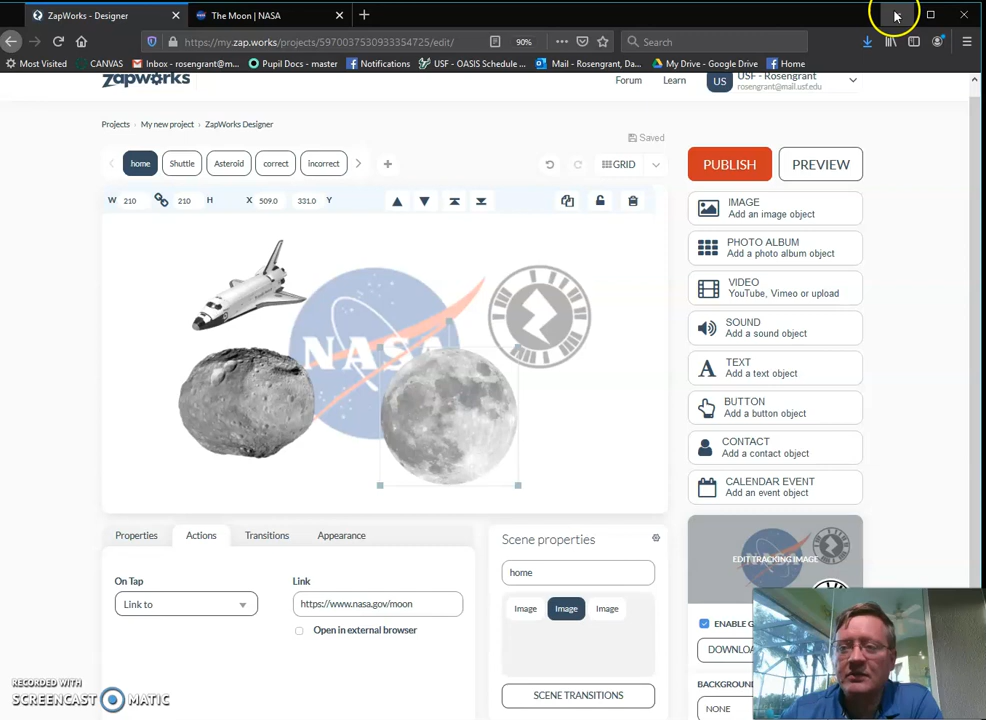 ZapWorks - Designer
The Moon | NASA
https://my.zap.works/projects/5970037530933354725/edit/
90%
Search
Most Visited
CANVAS
Inbox - rosengrant@m...
Pupil Docs - master
Notifications
USF - OASIS Schedule ...
Mail - Rosengrant, Da...
My Drive - Google Drive
Home
zapworks
Forum
Learn
US
USF - Rosengrant
rosengrant@mail.usf.edu
Projects
My new project
ZapWorks Designer
Saved
home
Shuttle
Asteroid
correct
incorrect
GRID
PUBLISH
PREVIEW
W 210 210 H X 509.0 331.0 Y
NASA
IMAGE
Add an image object
PHOTO ALBUM
Add a photo album object
VIDEO
YouTube, Vimeo or upload
SOUND
Add a sound object
TEXT
Add a text object
BUTTON
Add a button object
CONTACT
Add a contact object
CALENDAR EVENT
Add an event object
EDIT TRACKING IMAGE
Properties
Actions
Transitions
Appearance
On Tap
Link to
Link
https://www.nasa.gov/moon
Open in external browser
Scene properties
home
Image
Image
Image
SCENE TRANSITIONS
ENABLE G
DOWNLOA
BACKGROUN
NONE
RECORDED WITH
SCREENCAST MATIC